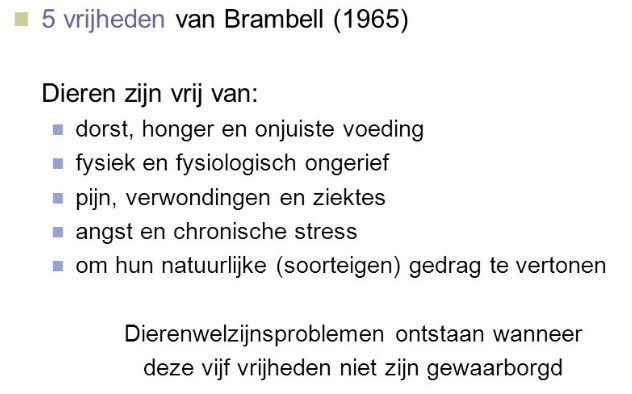 5 vrijheden van Brambell (1965)
Dieren zijn vrij van:
dorst, honger en onjuiste voeding
fysiek en fysiologisch ongerief
pijn, verwondingen en ziektes
angst en chronische stress
om hun natuurlijke (soorteigen) gedrag te vertonen
Dierenwelzijnsproblemen ontstaan wanneer
deze vijf vrijheden niet zijn gewaarborgd